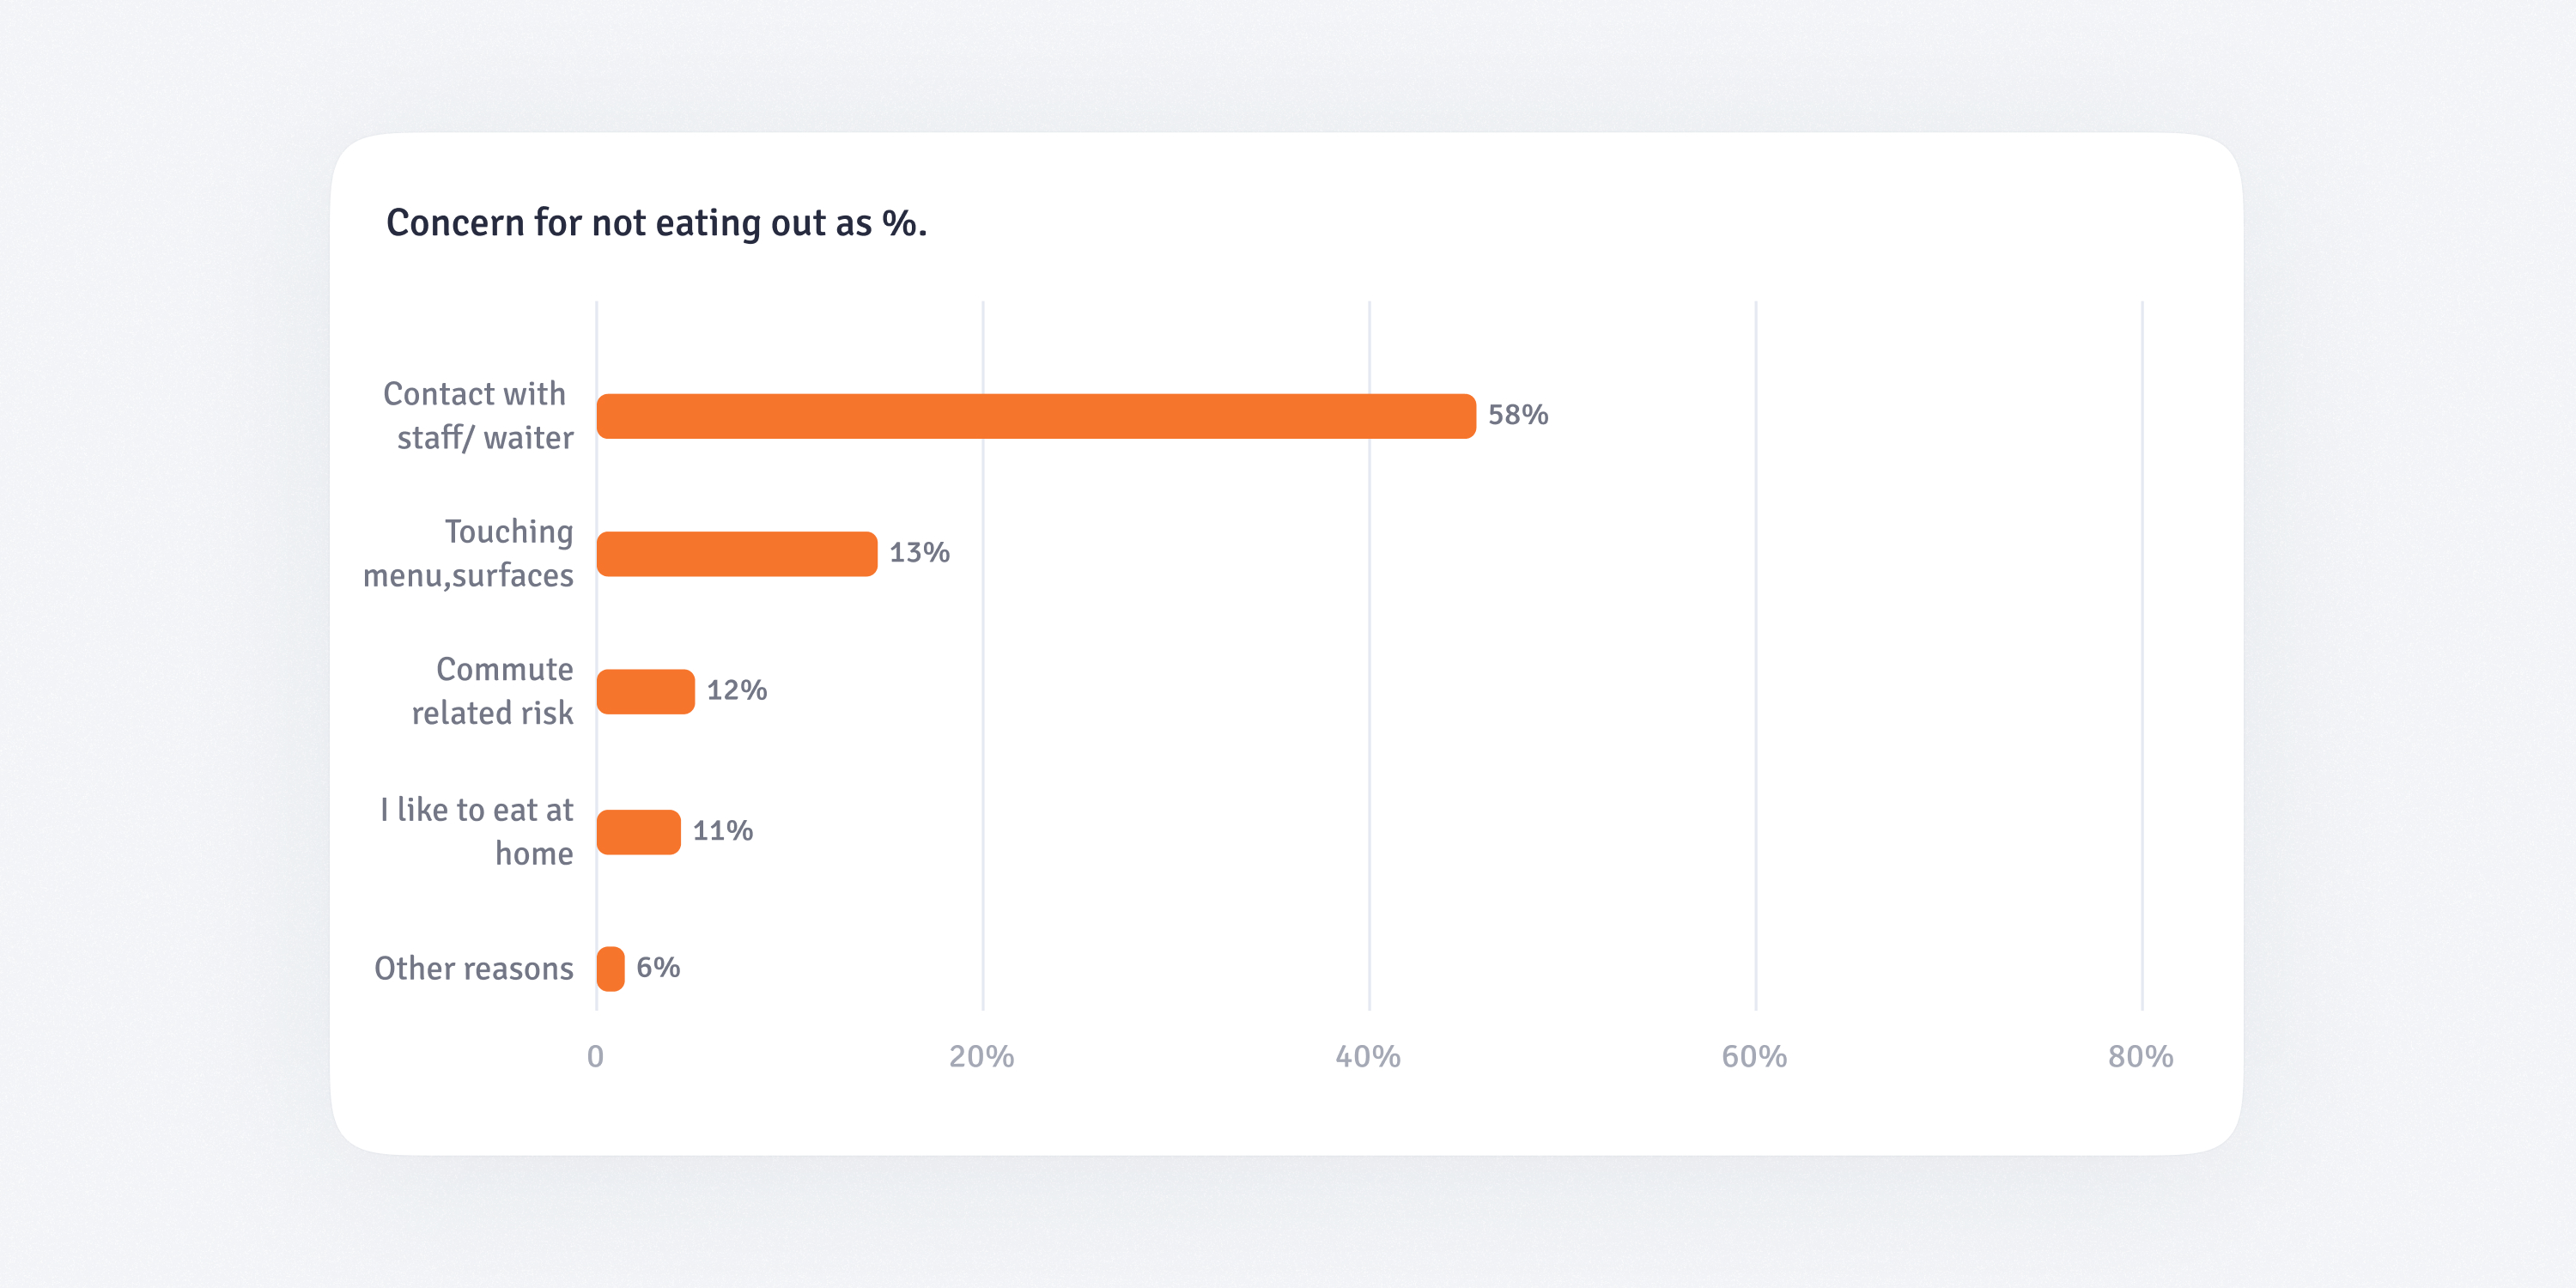 Concern for not eating out as %.
Contact with
staff/ waiter
58%
Touching
menu,surfaces
13%
Commute
related risk
12%
I like to eat at
home
11%
Other reasons
6%
0
20%
40%
60%
80%